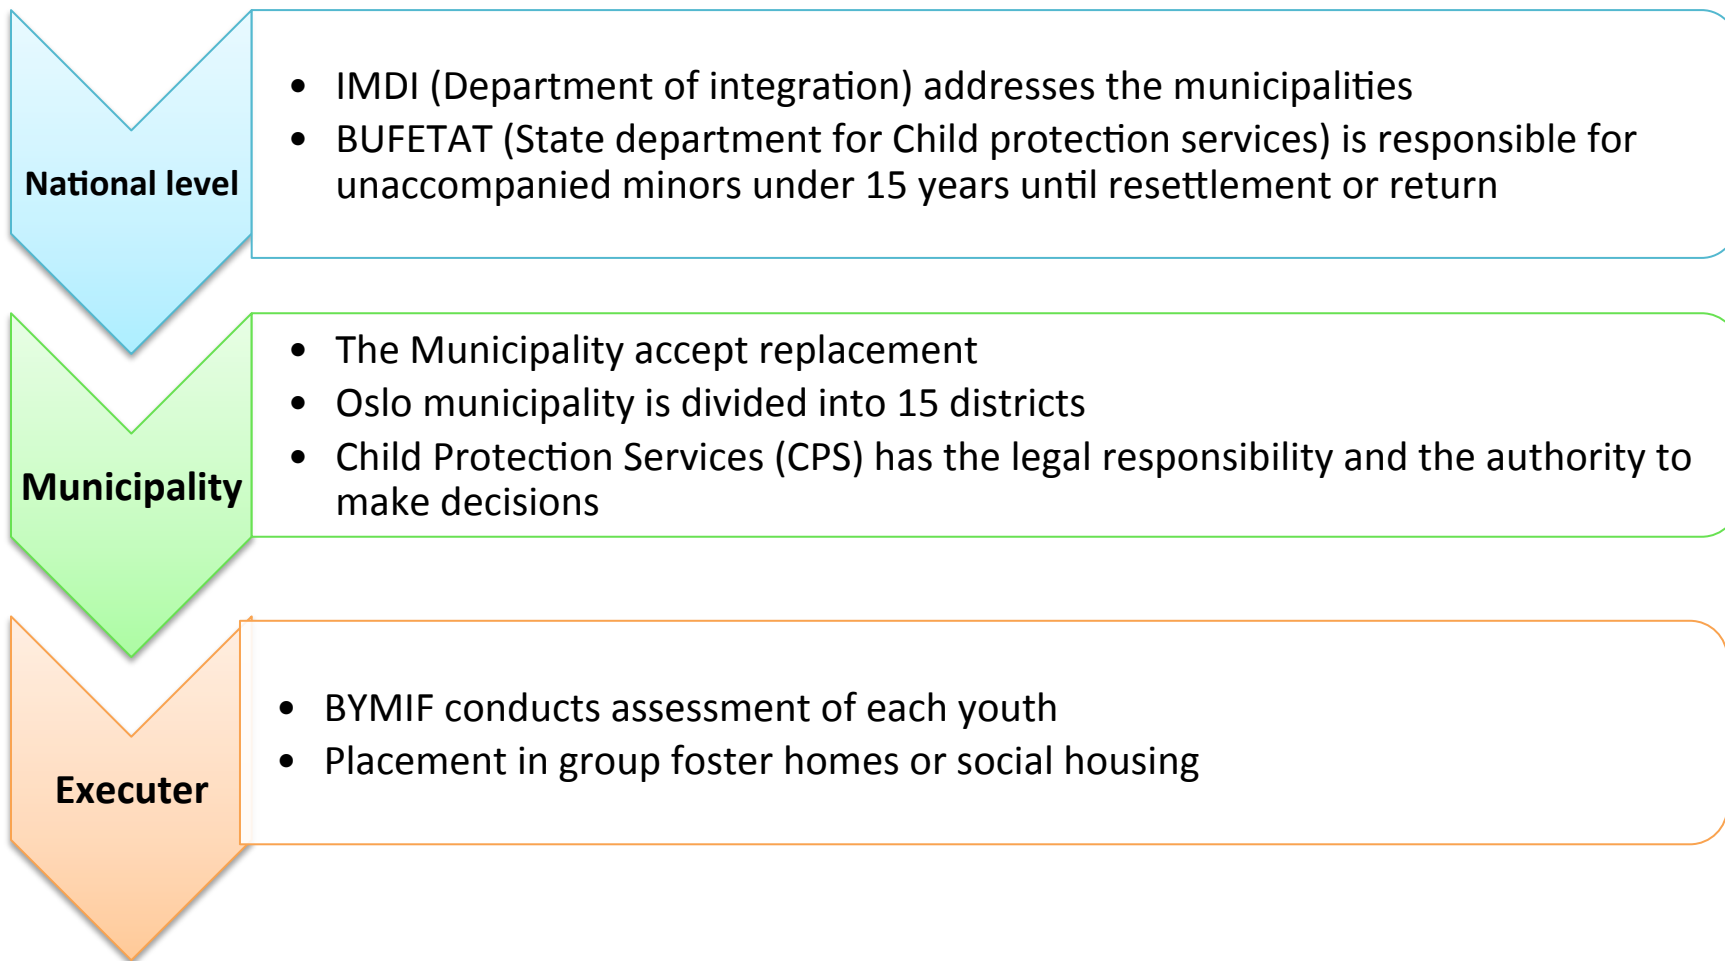 National level
• IMDI (Department of integration) addresses the municipalities
• BUFETAT (State department for Child protection services) is responsible for
unaccompanied minors under 15 years until resettlement or return
Municipality
• The Municipality accept replacement
• Oslo municipality is divided into 15 districts
• Child Protection Services (CPS) has the legal responsibility and the authority to
make decisions
Executer
• BYMIF conducts assessment of each youth
• Placement in group foster homes or social housing